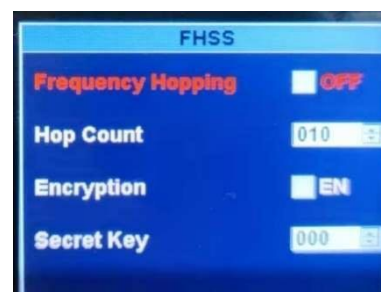 FHSS
Frequency Hopping OFF
Hop Count 010
Encryption EN
Secret Key 000